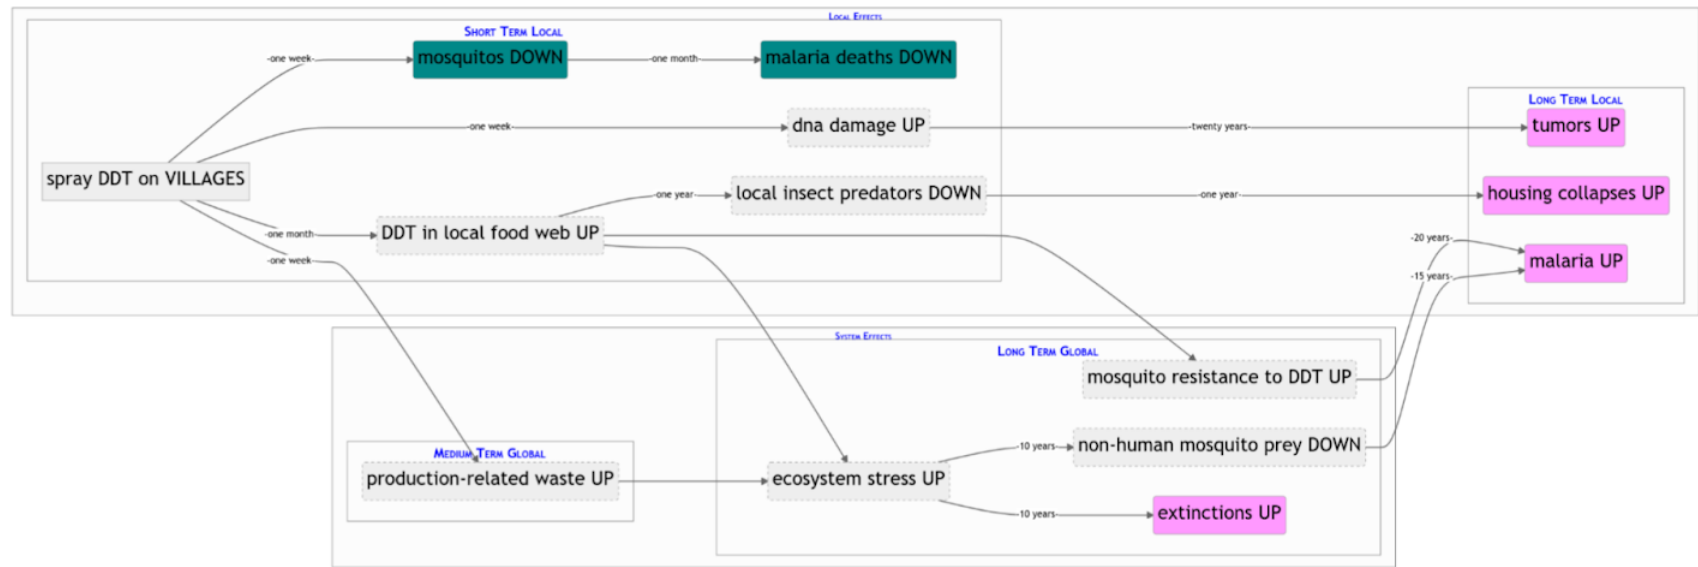 Local Effects
Short Term Local
-one week-
mosquitos DOWN
-one month-
malaria deaths DOWN
Long Term Local
-one week-
dna damage UP
-twenty years-
tumors UP
spray DDT on VILLAGES
-one year-
local insect predators DOWN
-one year-
housing collapses UP
-one month-
DDT in local food web UP
-20 years-
-one week-
malaria UP
-15 years-
System Effects
Long Term Global
mosquito resistance to DDT UP
-10 years-
non-human mosquito prey DOWN
Medium Term Global
production-related waste UP
ecosystem stress UP
-10 years-
extinctions UP